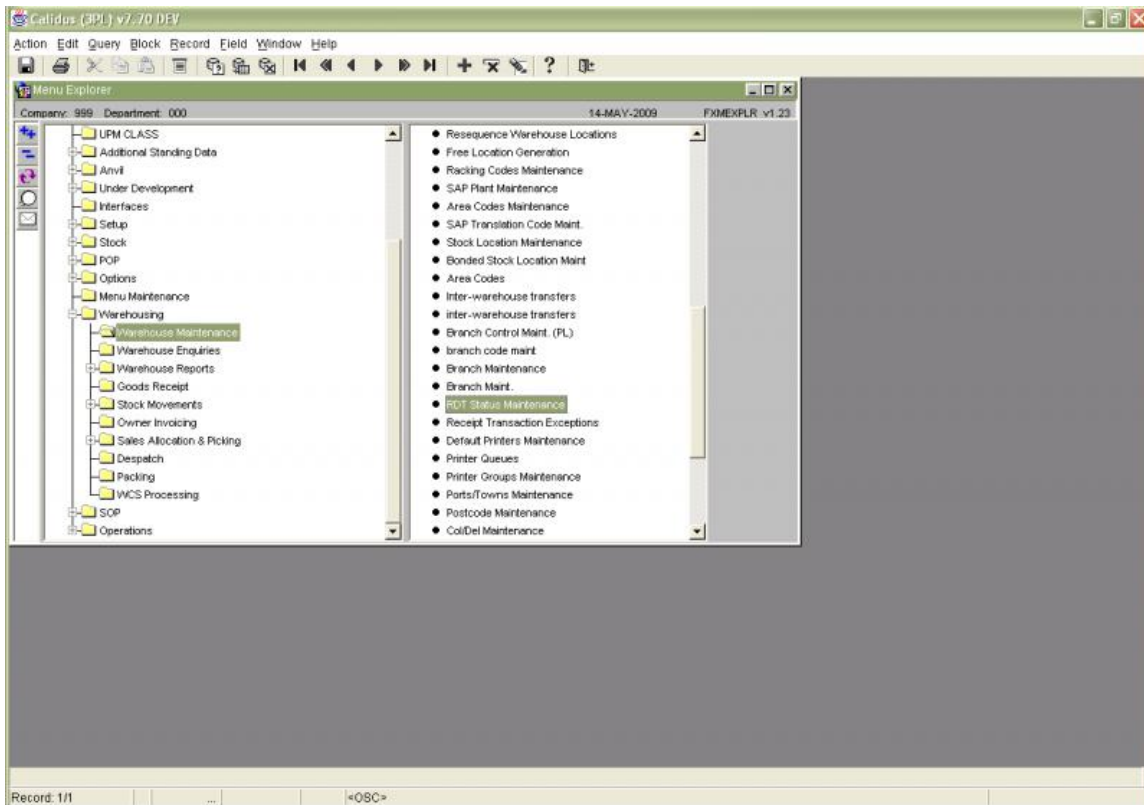 Calidus (3PL) v7.70 DEV
Action Edit Query Block Record Field Window Help
Menu Explorer
Company: 999 Department: 000 14-MAY-2009 FXMEXPLR v1.23
UPM CLASS
Additional Standing Data
Anvil
Under Development
Interfaces
Setup
Stock
POP
Options
Menu Maintenance
Warehousing
Warehouse Maintenance
Warehouse Enquiries
Warehouse Reports
Goods Receipt
Stock Movements
Owner Invoicing
Sales Allocation & Picking
Despatch
Packing
WCS Processing
SOP
Operations
Resequence Warehouse Locations
Free Location Generation
Racking Codes Maintenance
SAP Plant Maintenance
Area Codes Maintenance
SAP Translation Code Maint.
Stock Location Maintenance
Bonded Stock Location Maint
Area Codes
Inter-warehouse transfers
inter-warehouse transfers
Branch Control Maint. (PL)
branch code maint
Branch Maintenance
Branch Maint.
RDT Status Maintenance
Receipt Transaction Exceptions
Default Printers Maintenance
Printer Queues
Printer Groups Maintenance
Ports/Towns Maintenance
Postcode Maintenance
Col/Del Maintenance
Record: 1/1 ... <OSC>